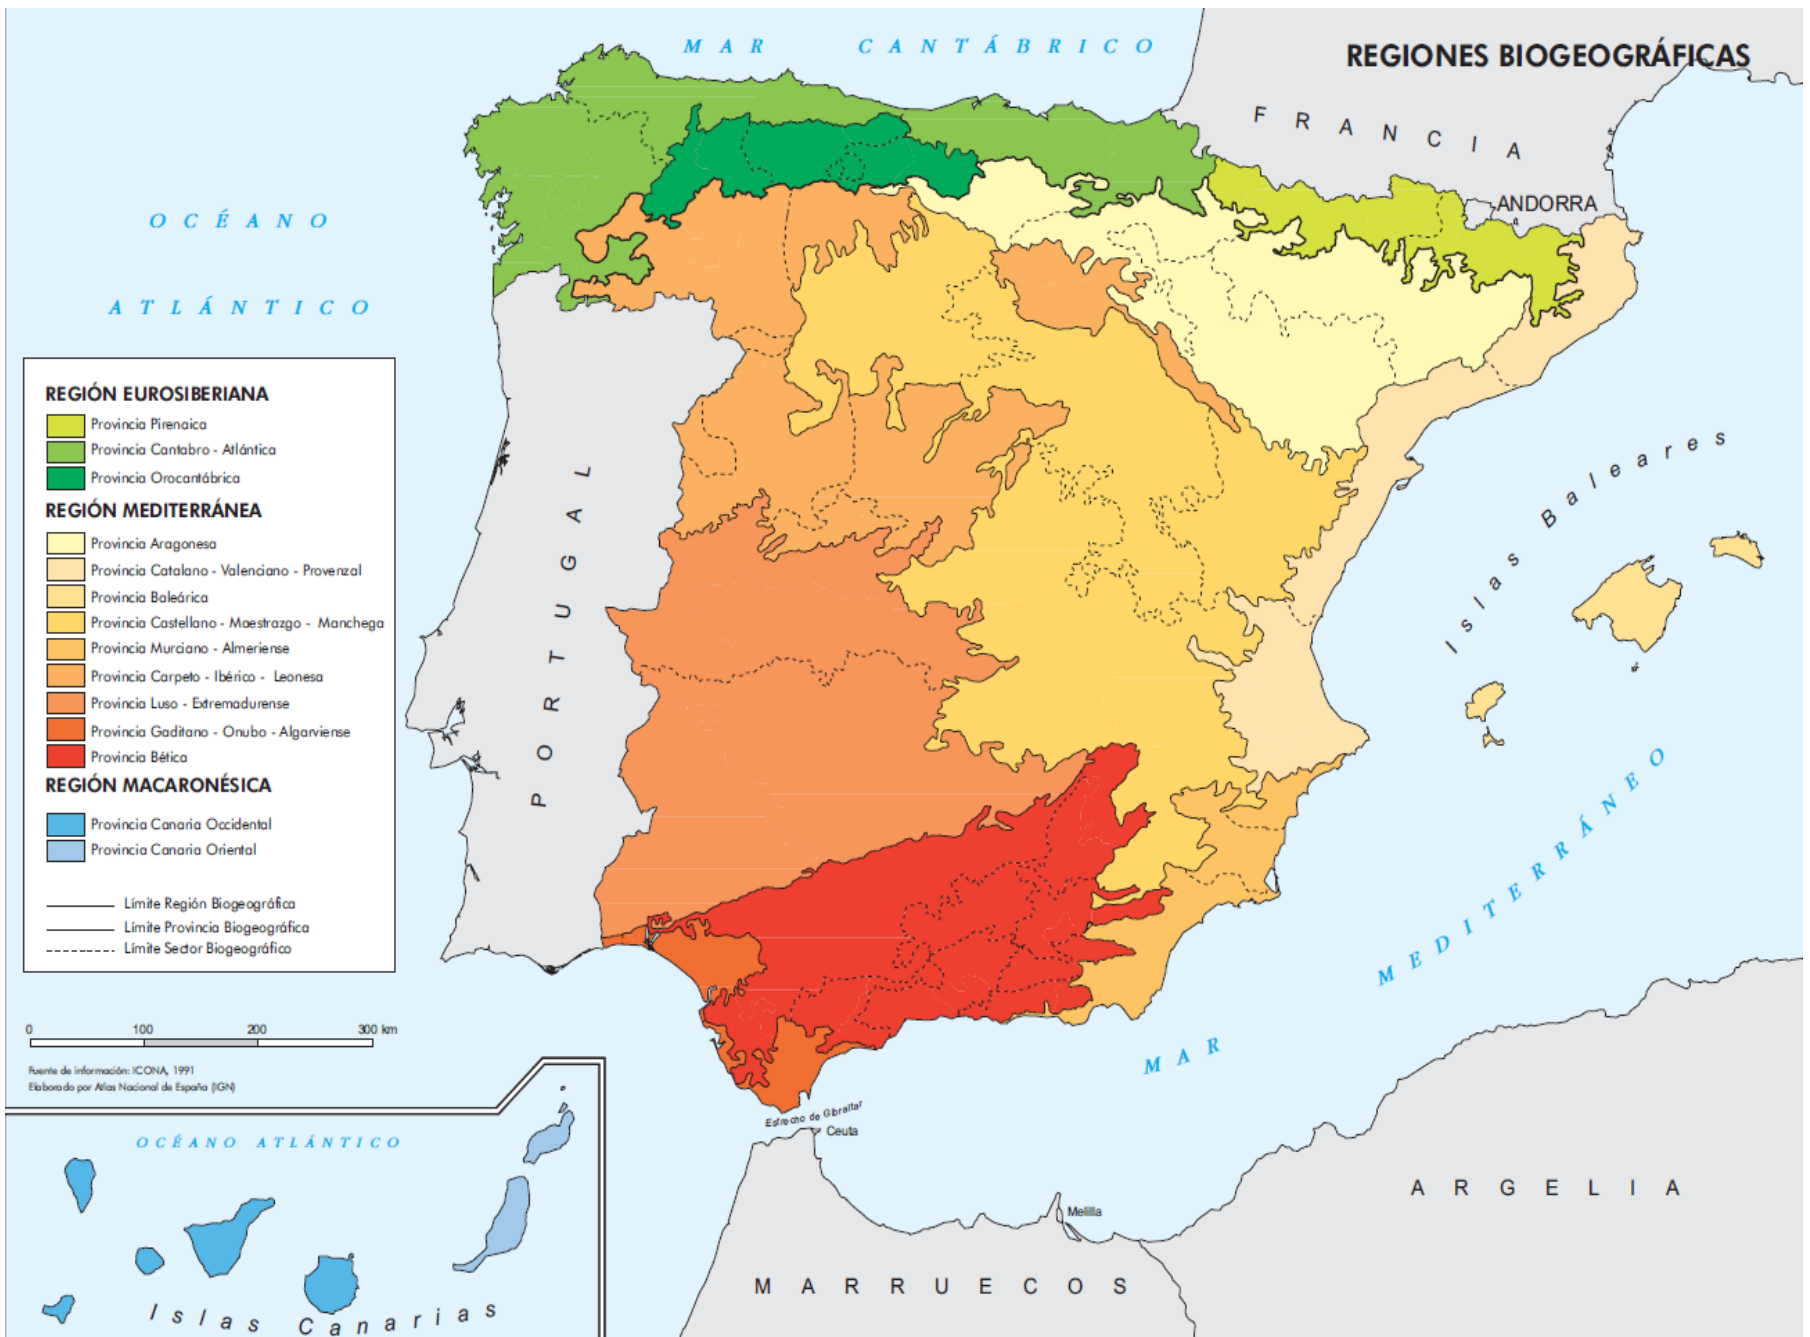 MAR CANTÁBRICO
REGIONES BIOGEOGRÁFICAS
FRANCIA
ANDORRA
OCÉANO
ATLÁNTICO
PORTUGAL
Islas Baleares
REGIÓN EUROSIBERIANA
Provincia Pirenaica
Provincia Cantabro - Atlántica
Provincia Orocantábrica
REGIÓN MEDITERRÁNEA
Provincia Aragonesa
Provincia Catalano - Valenciano - Provenzal
Provincia Baleárica
Provincia Castellano - Maestrazgo - Manchega
Provincia Murciano - Almeriense
Provincia Carpeto - Ibérico - Leonesa
Provincia Luso - Extremadurense
Provincia Gaditano - Onubo - Algarviense
Provincia Bética
REGIÓN MACARONÉSICA
Provincia Canaria Occidental
Provincia Canaria Oriental
Límite Región Biogeográfica
Límite Provincia Biogeográfica
Límite Sector Biogeográfico
0 100 200 300 km
Fuente de información: ICONA, 1991
Elaborado por Atlas Nacional de España (IGN)
MAR MEDITERRÁNEO
Estrecho de Gibraltar
Ceuta
Melilla
MARRUECOS
ARGELIA
OCÉANO ATLÁNTICO
Islas Canarias